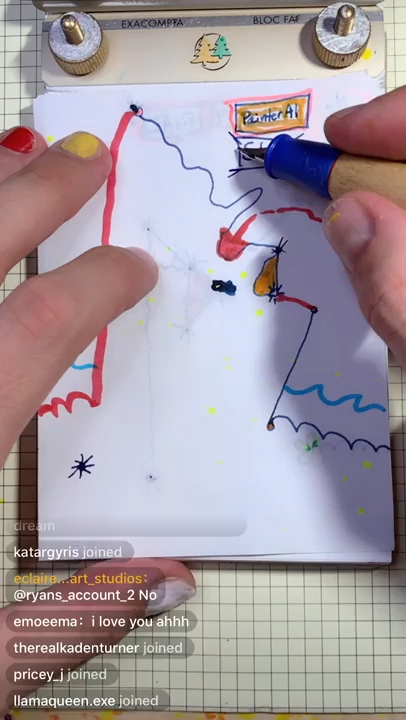 EXACOMPTA
BLOC FAF
Painter A1
dream
katargyris joined
eclaire...art_studios:
@ryans_account_2 No
emoeema: i love you ahhh
therealkadenturner joined
pricey_j joined
llamaqueen.exe joined